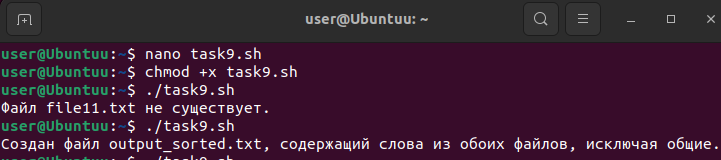 user@Ubuntuu: ~
user@Ubuntuu:~$ nano task9.sh
user@Ubuntuu:~$ chmod +x task9.sh
user@Ubuntuu:~$ ./task9.sh
Файл file11.txt не существует.
user@Ubuntuu:~$ ./task9.sh
Создан файл output_sorted.txt, содержащий слова из обоих файлов, исключая общие.